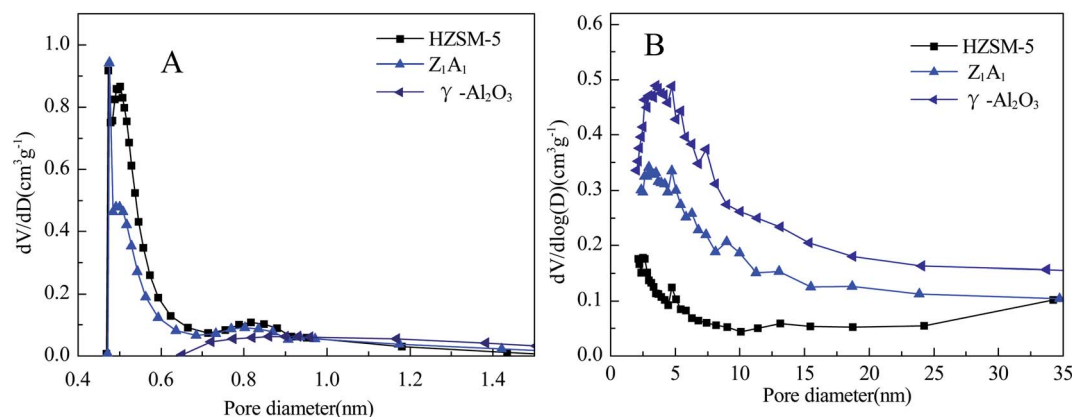 A
HZSM-5
Z₁A₁
γ -Al₂O₃
1.0
0.8
0.6
0.4
0.2
0.0
dV/dD(cm³g⁻¹)
0.4 0.6 0.8 1.0 1.2 1.4
Pore diameter(nm)
B
HZSM-5
Z₁A₁
γ -Al₂O₃
0.6
0.5
0.4
0.3
0.2
0.1
0.0
dV/dlog(D)(cm³g⁻¹)
0 5 10 15 20 25 30 35
Pore diameter(nm)